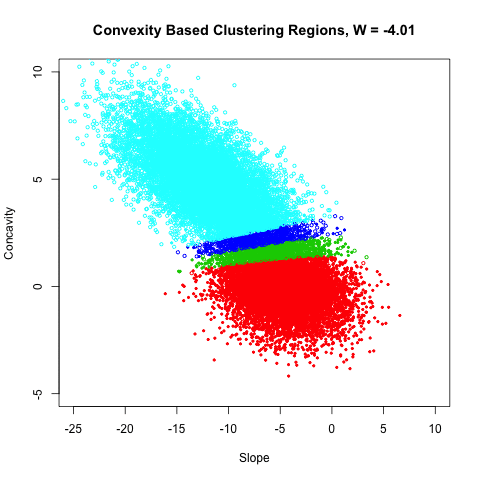 Convexity Based Clustering Regions, W = -4.01
10
5
0
-5
Concavity
-25 -20 -15 -10 -5 0 5 10
Slope